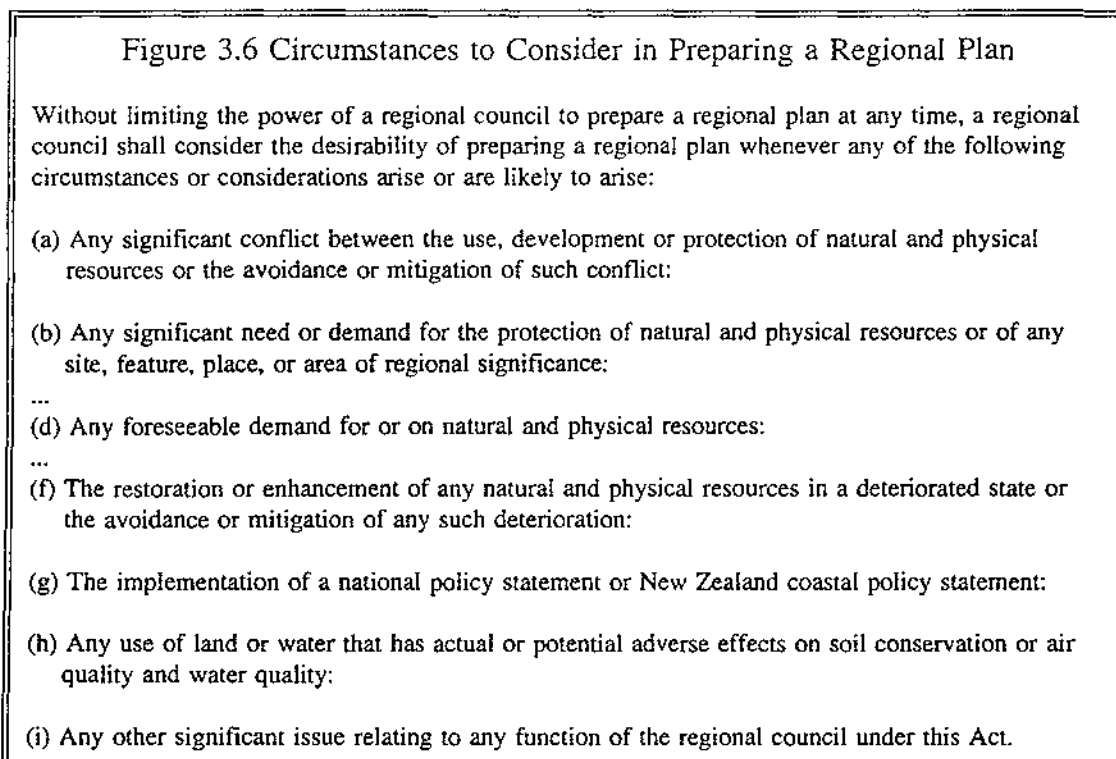 Figure 3.6 Circumstances to Consider in Preparing a Regional Plan
Without limiting the power of a regional council to prepare a regional plan at any time, a regional
council shall consider the desirability of preparing a regional plan whenever any of the following
circumstances or considerations arise or are likely to arise:
(a) Any significant conflict between the use, development or protection of natural and physical
resources or the avoidance or mitigation of such conflict:
(b) Any significant need or demand for the protection of natural and physical resources or of any
site, feature, place, or area of regional significance:
...
(d) Any foreseeable demand for or on natural and physical resources:
...
(f) The restoration or enhancement of any natural and physical resources in a deteriorated state or
the avoidance or mitigation of any such deterioration:
(g) The implementation of a national policy statement or New Zealand coastal policy statement:
(h) Any use of land or water that has actual or potential adverse effects on soil conservation or air
quality and water quality:
(i) Any other significant issue relating to any function of the regional council under this Act.